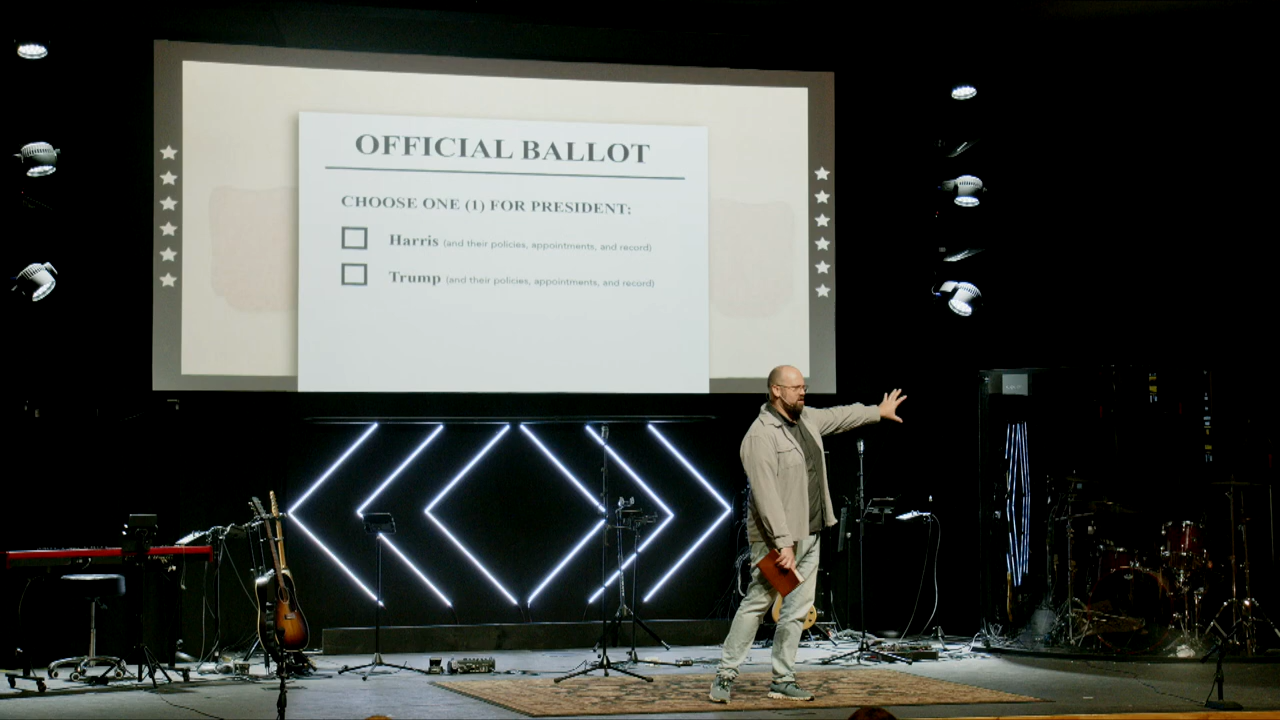 OFFICIAL BALLOT
CHOOSE ONE (1) FOR PRESIDENT:
Harris (and their policies, appointments, and record)
Trump (and their policies, appointments, and record)